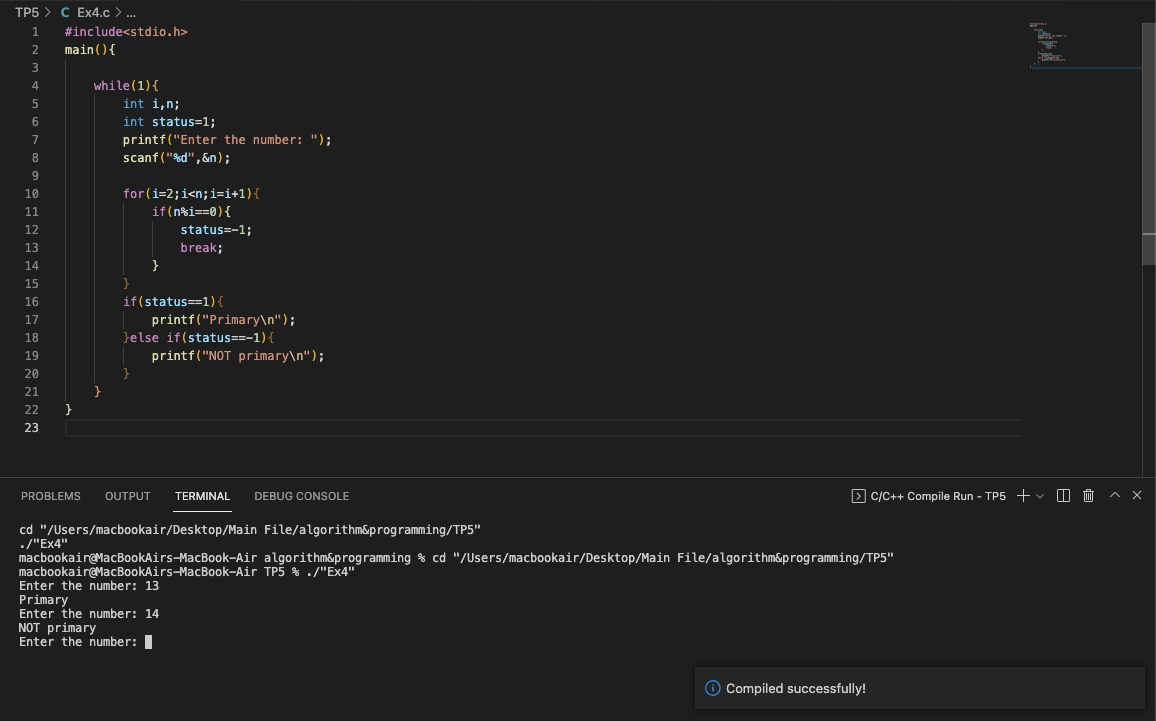 TP5 > C Ex4.c > ...
1 #include<stdio.h>
2 main(){
3
4 while(1){
5 int i,n;
6 int status=1;
7 printf("Enter the number: ");
8 scanf("%d",&n);
9
10 for(i=2;i<n;i=i+1){
11 if(n%i==0){
12 status=-1;
13 break;
14 }
15 }
16 if(status==1){
17 printf("Primary\n");
18 }else if(status==-1){
19 printf("NOT primary\n");
20 }
21 }
22 }
23
PROBLEMS OUTPUT TERMINAL DEBUG CONSOLE C/C++ Compile Run - TP5
cd "/Users/macbookair/Desktop/Main File/algorithm&programming/TP5"
./"Ex4"
macbookair@MacBookAirs-MacBook-Air algorithm&programming % cd "/Users/macbookair/Desktop/Main File/algorithm&programming/TP5"
macbookair@MacBookAirs-MacBook-Air TP5 % ./"Ex4"
Enter the number: 13
Primary
Enter the number: 14
NOT primary
Enter the number:
Compiled successfully!